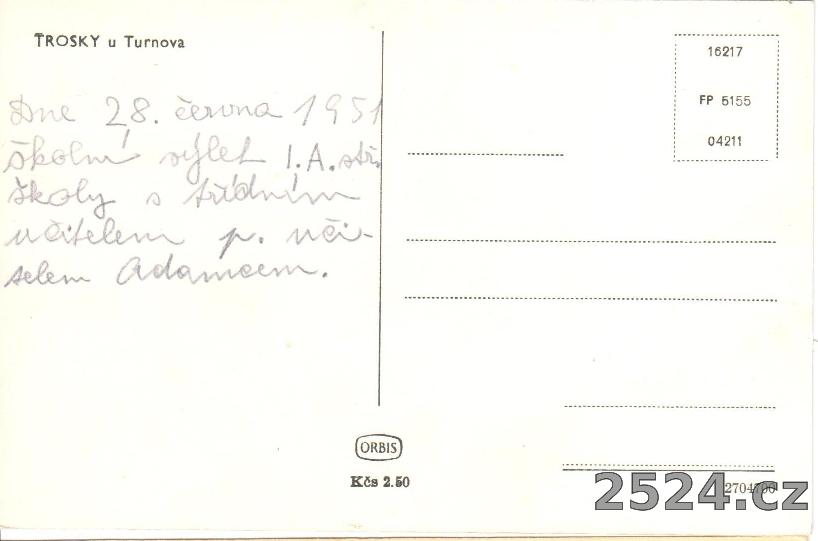 TROSKY u Turnova
Dne 28. června 1951
školní výlet I.A.stř.
školy s třídním
učitelem p. uči-
telem Adamcem.
16217
FP 5155
04211
ORBIS
Kčs 2.50
2524.cz